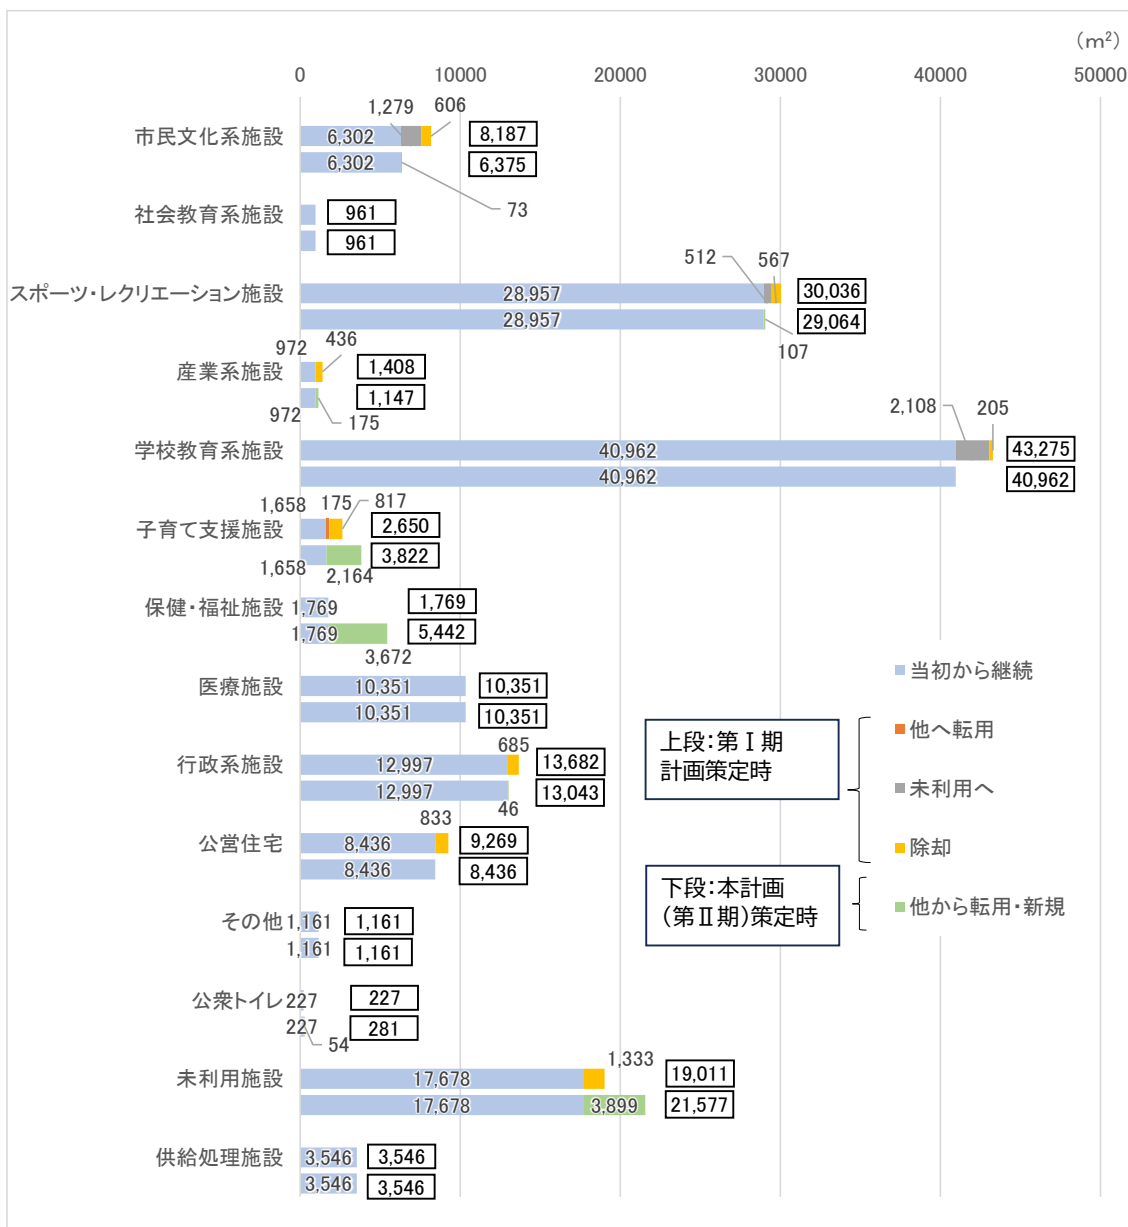 （㎡）
0 10000 20000 30000 40000 50000
1,279 606
市民文化系施設 6,302 8,187
6,302 6,375
73
社会教育系施設 961
961
512 567
スポーツ・レクリエーション施設 28,957 30,036
28,957 29,064
107
972 436
産業系施設 1,408
1,147
972 175
2,108 205
学校教育系施設 40,962 43,275
40,962 40,962
1,658 175 817
子育て支援施設 2,650
3,822
1,658 2,164
保健・福祉施設 1,769 1,769
1,769 5,442
3,672
医療施設 10,351 10,351
10,351 10,351
685
行政系施設 12,997 13,682
12,997 13,043
46
833
公営住宅 8,436 9,269
8,436 8,436
その他 1,161 1,161
1,161 1,161
公衆トイレ 227 227
227 281
54
1,333
未利用施設 17,678 19,011
17,678 3,899 21,577
供給処理施設 3,546 3,546
3,546 3,546
当初から継続
上段：第Ⅰ期
計画策定時
他へ転用
未利用へ
除却
下段：本計画
（第Ⅱ期）策定時
他から転用・新規